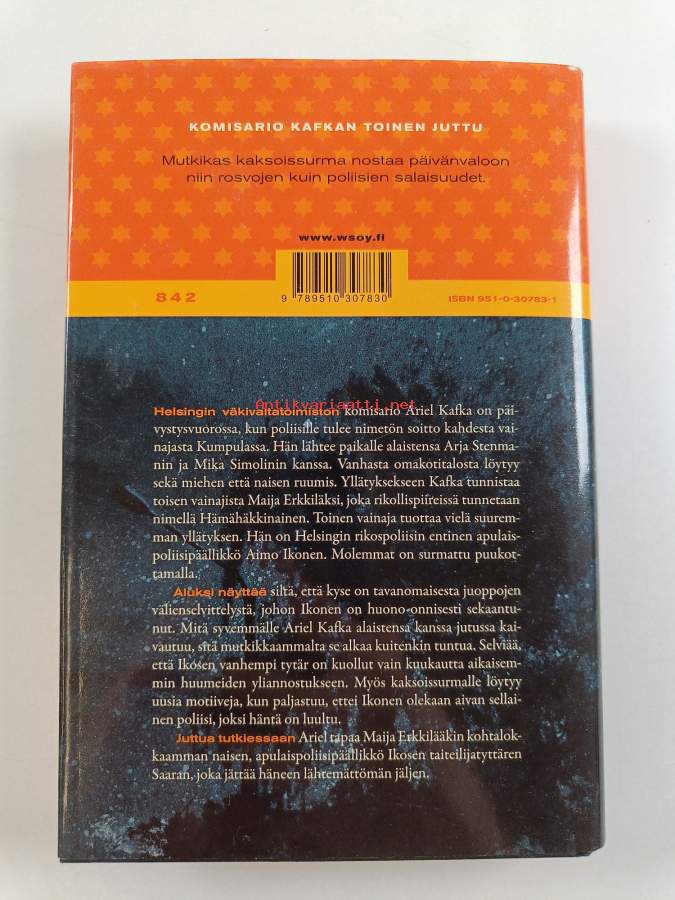 KOMISARIO KAFKAN TOINEN JUTTU
Mutkikas kaksoissurma nostaa päivänvaloon
niin rosvojen kuin poliisien salaisuudet.
www.wsoy.fi
842
9 789510 307830
ISBN 951-0-30783-1
Antikvariaatti.net
Helsingin väkivaltatoimiston komisario Ariel Kafka on päi-
vystysvuorossa, kun poliisille tulee nimetön soitto kahdesta vai-
najasta Kumpulassa. Hän lähtee paikalle alaistensa Arja Stenma-
nin ja Mika Simolinin kanssa. Vanhasta omakotitalosta löytyy
sekä miehen että naisen ruumis. Yllätyksekseen Kafka tunnistaa
toisen vainajista Maija Erkkiläksi, joka rikollispiireissä tunnetaan
nimellä Hämähäkkinainen. Toinen vainaja tuottaa vielä suurem-
man yllätyksen. Hän on Helsingin rikospoliisin entinen apulais-
poliisipäällikkö Aimo Ikonen. Molemmat on surmattu puukot-
tamalla.
Aluksi näyttää siltä, että kyse on tavanomaisesta juoppojen
välienselvittelystä, johon Ikonen on huono-onnisesti sekaantu-
nut. Mitä syvemmälle Ariel Kafka alaistensa kanssa jutussa kai-
vautuu, sitä mutkikkaammalta se alkaa kuitenkin tuntua. Selviää,
että Ikosen vanhempi tytär on kuollut vain kuukautta aikaisem-
min huumeiden yliannostukseen. Myös kaksoissurmalle löytyy
uusia motiiveja, kun paljastuu, ettei Ikonen olekaan aivan sellai-
nen poliisi, joksi häntä on luultu.
Juttua tutkiessaan Ariel tapaa Maija Erkkilääkin kohtalok-
kaamman naisen, apulaispoliisipäällikkö Ikosen taiteilijatyttären
Saaran, joka jättää häneen lähtemättömän jäljen.